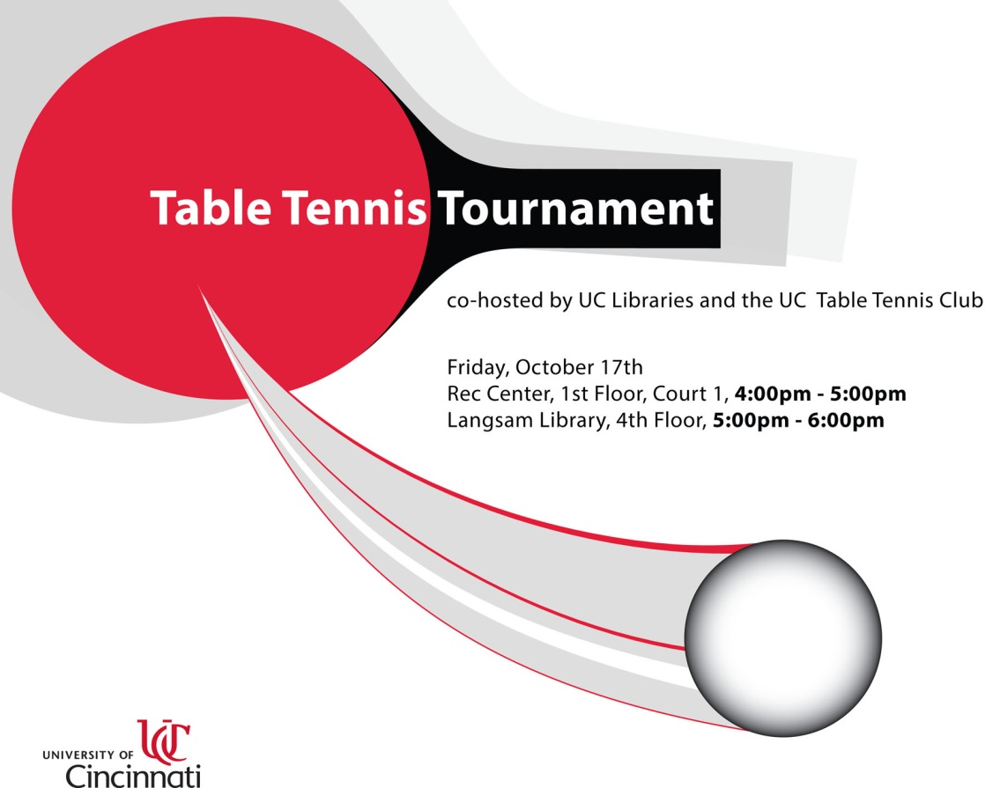 Table Tennis Tournament
co-hosted by UC Libraries and the UC Table Tennis Club
Friday, October 17th
Rec Center, 1st Floor, Court 1, 4:00pm - 5:00pm
Langsam Library, 4th Floor, 5:00pm - 6:00pm
UC
UNIVERSITY OF
Cincinnati